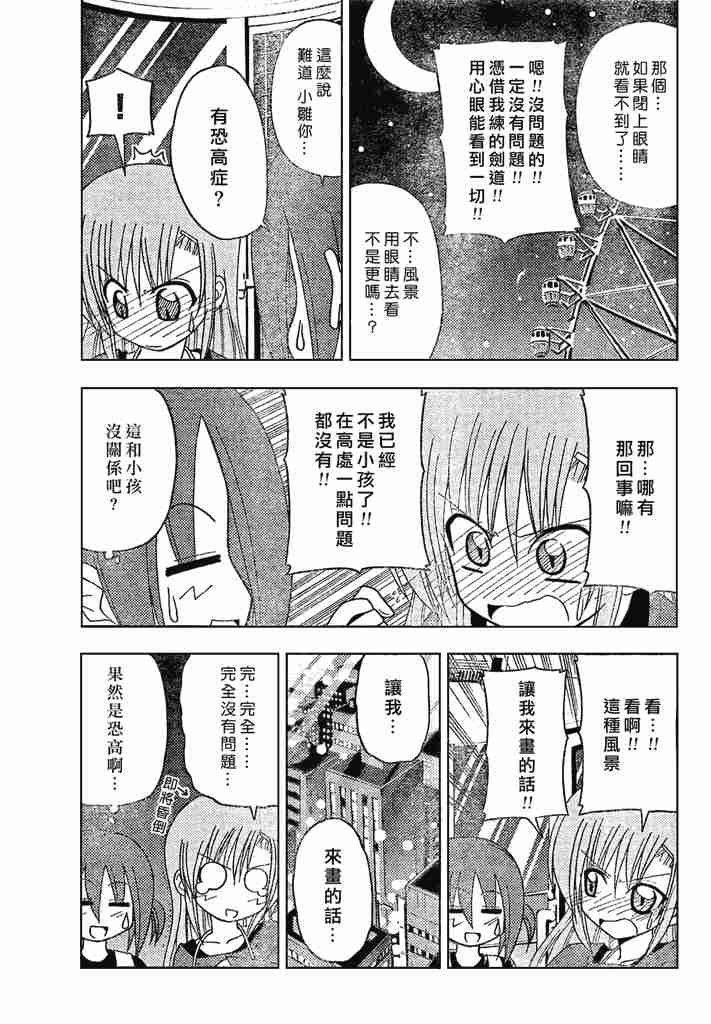 那個…
如果閉上眼睛
就看不到了……
嗯!!沒問題的!!
一定沒有問題!!
憑借我練的劍道!!
用心眼能看到一切!!
不…風景
用眼睛去看
不是更嗎…?
這麼說
難道 小雛你…
有恐高症?
!
那…哪有
那回事嘛!!
我已經
不是小孩了!!
在高處一點問題
都沒有!!
這和小孩
沒關係吧?
看…!!
看啊!!
這種風景
讓我來畫的話!!
讓我…
來畫的話…
完…完全……
完全沒有問題…
即將昏倒
果然是恐高啊…